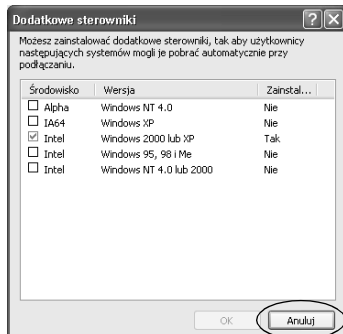 Dodatkowe sterowniki
Możesz zainstalować dodatkowe sterowniki, tak aby użytkownicy
następujących systemów mogli je pobrać automatycznie przy
podłączaniu.
Środowisko Wersja Zainstal...
Alpha Windows NT 4.0 Nie
IA64 Windows XP Nie
Intel Windows 2000 lub XP Tak
Intel Windows 95, 98 i Me Nie
Intel Windows NT 4.0 lub 2000 Nie
OK Anuluj